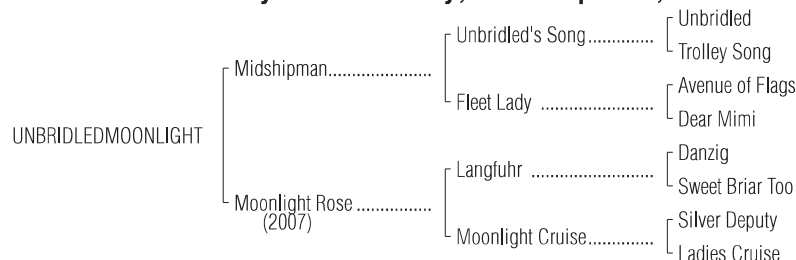 Unbridled
Unbridled's Song
Trolley Song
Midshipman
Avenue of Flags
Fleet Lady
Dear Mimi
UNBRIDLEDMOONLIGHT
Danzig
Langfuhr
Sweet Briar Too
Moonlight Rose
(2007)
Silver Deputy
Moonlight Cruise
Ladies Cruise